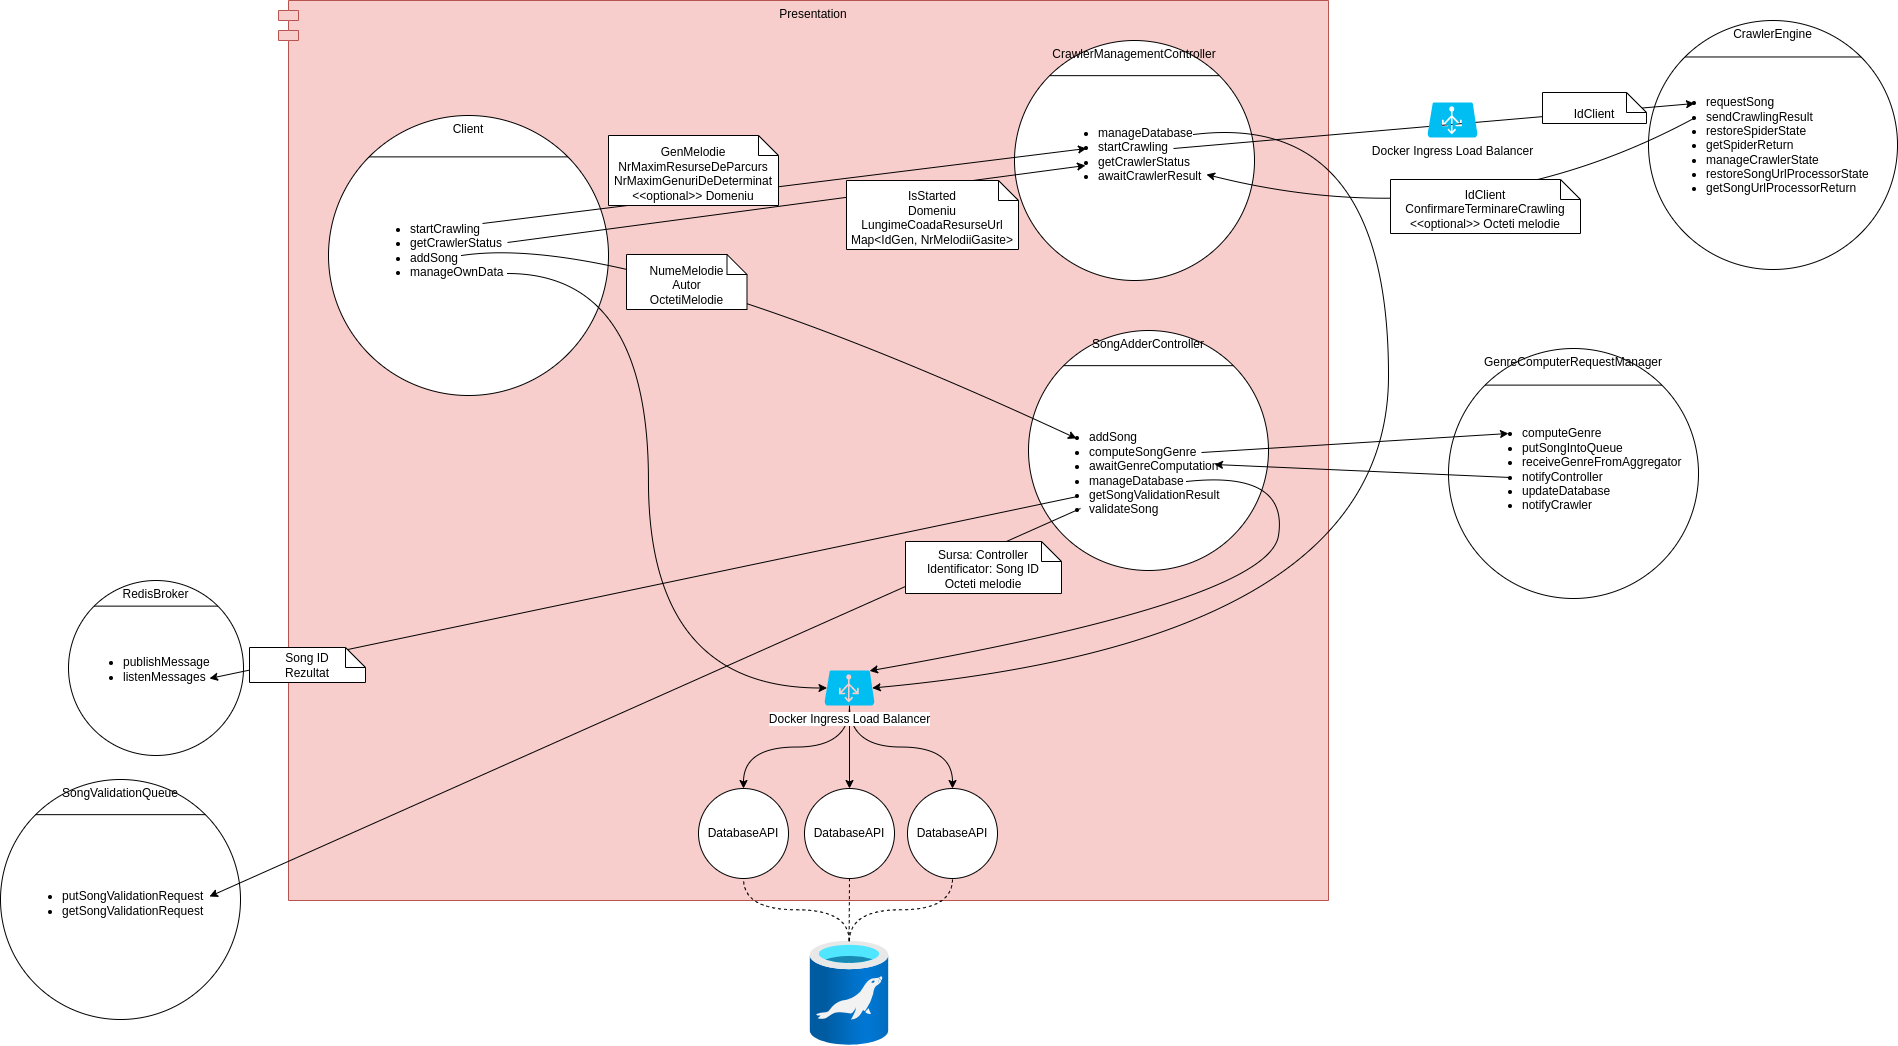 Presentation
CrawlerManagementController
manageDatabase
startCrawling
getCrawlerStatus
awaitCrawlerResult
CrawlerEngine
requestSong
sendCrawlingResult
restoreSpiderState
getSpiderReturn
manageCrawlerState
restoreSongUrlProcessorState
getSongUrlProcessorReturn
IdClient
Docker Ingress Load Balancer
Client
startCrawling
getCrawlerStatus
addSong
manageOwnData
GenMelodie
NrMaximResurseDeParcurs
NrMaximGenuriDeDeterminat
<<optional>> Domeniu
IsStarted
Domeniu
LungimeCoadaResurseUrl
Map<IdGen, NrMelodiiGasite>
IdClient
ConfirmareTerminareCrawling
<<optional>> Octeti melodie
NumeMelodie
Autor
OctetiMelodie
SongAdderController
addSong
computeSongGenre
awaitGenreComputation
manageDatabase
getSongValidationResult
validateSong
GenreComputerRequestManager
computeGenre
putSongIntoQueue
receiveGenreFromAggregator
notifyController
updateDatabase
notifyCrawler
Sursa: Controller
Identificator: Song ID
Octeti melodie
RedisBroker
publishMessage
listenMessages
Song ID
Rezultat
Docker Ingress Load Balancer
SongValidationQueue
putSongValidationRequest
getSongValidationRequest
DatabaseAPI
DatabaseAPI
DatabaseAPI